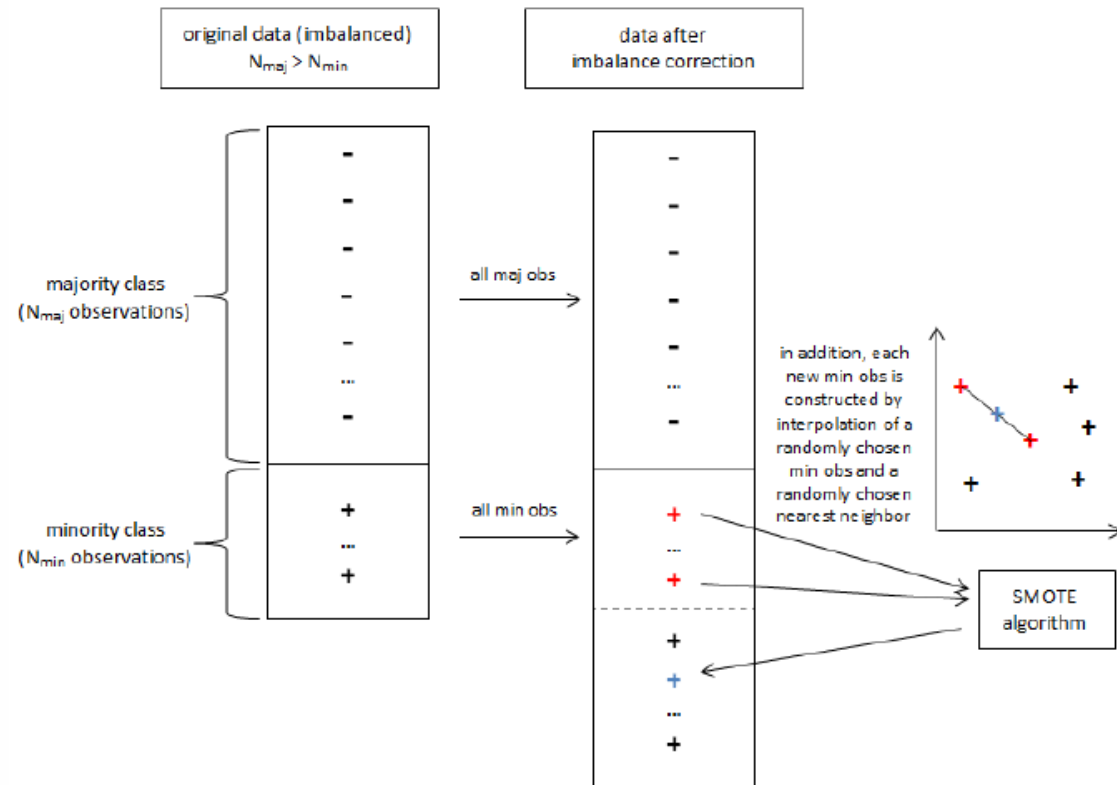 original data (imbalanced)
Nmaj > Nmin
data after
imbalance correction
-
-
-
-
-
...
-
majority class
(Nmaj observations)
all maj obs
-
-
-
-
-
...
-
in addition, each
new min obs is
constructed by
interpolation of a
randomly chosen
min obs and a
randomly chosen
nearest neighbor
+
+
+
+
+
+
+
minority class
(Nmin observations)
+
...
+
all min obs
+
...
+
SMOTE
algorithm
+
+
...
+